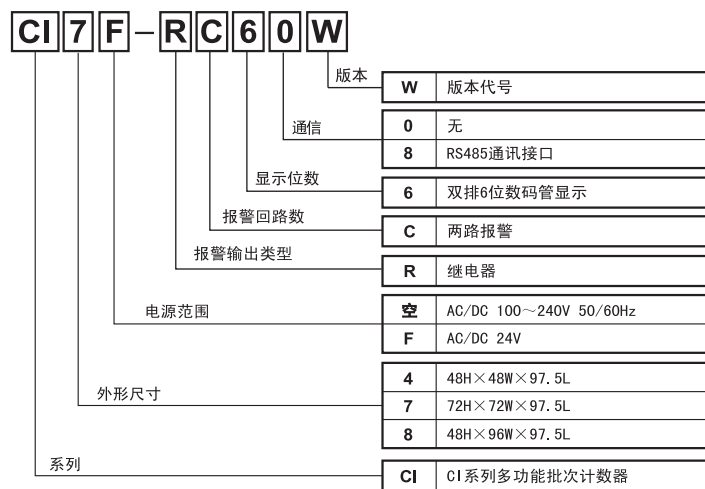 CI7F-RC60W
版本
W 版本代号
通信
0 无
8 RS485通讯接口
显示位数
6 双排6位数码管显示
报警回路数
C 两路报警
报警输出类型
R 继电器
电源范围
空 AC/DC 100～240V 50/60Hz
F AC/DC 24V
外形尺寸
4 48H×48W×97.5L
7 72H×72W×97.5L
8 48H×96W×97.5L
系列
CI CI系列多功能批次计数器